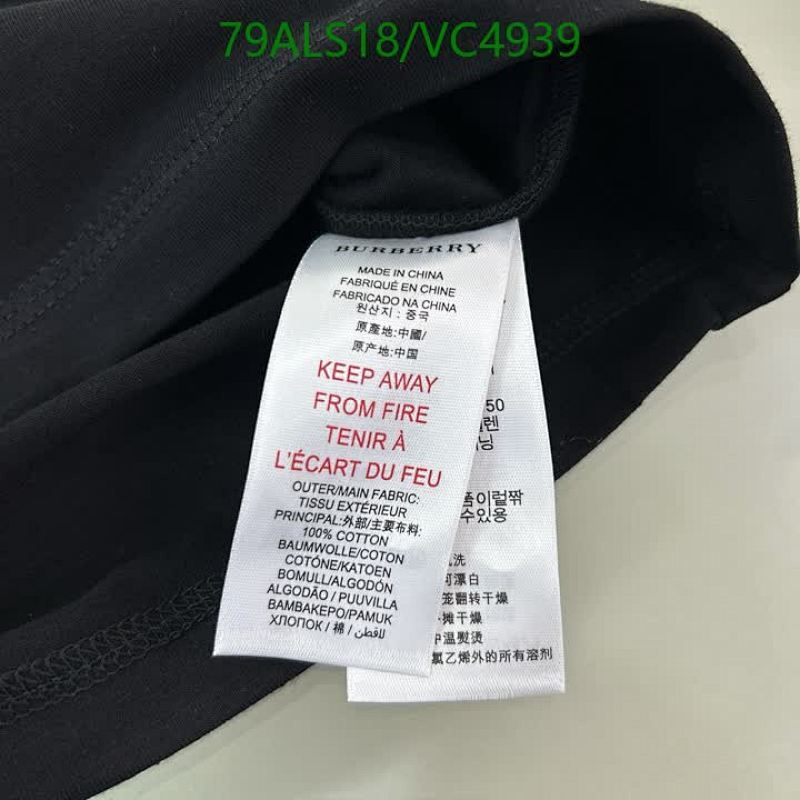 79ALS18/VC4939
BURBERRY
MADE IN CHINA
FABRIQUÉ EN CHINE
FABRICADO NA CHINA
원산지 : 중국
原產地:中國/
原产地:中国
KEEP AWAY
FROM FIRE
TENIR À
L'ÉCART DU FEU
OUTER/MAIN FABRIC:
TISSU EXTÉRIEUR
PRINCIPAL:外部/主要布料:
100% COTTON
BAUMWOLLE/COTON
COTÓNE/KATOEN
BOMULL/ALGODÓN
ALGODÃO / PUUVILLA
BAMBAKEPO/PAMUK
ХЛОПОК / 棉 / لاقطن
50
렌
닝
폼이럽짞
수있용
洗
可漂白
笼翻转干燥
摊干燥
中温熨烫
氯乙烯外的所有溶剂